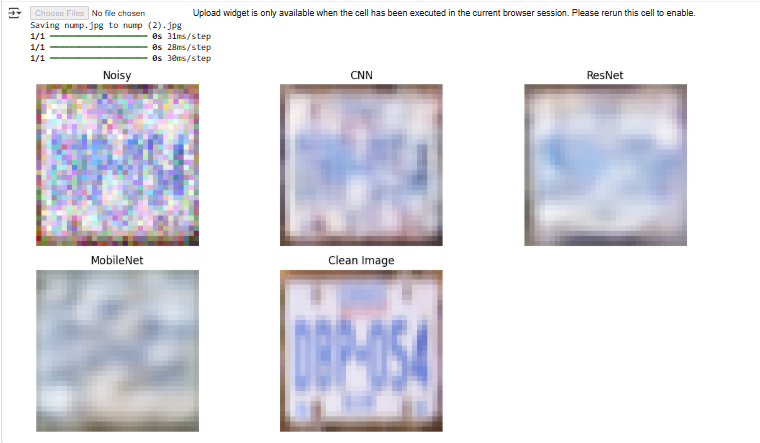 Choose Files No file chosen Upload widget is only available when the cell has been executed in the current browser session. Please rerun this cell to enable.
Saving nump.jpg to nump (2).jpg
1/1 ━━━━━━━━━━━━━━━━━━━━ 0s 31ms/step
1/1 ━━━━━━━━━━━━━━━━━━━━ 0s 28ms/step
1/1 ━━━━━━━━━━━━━━━━━━━━ 0s 30ms/step
Noisy CNN ResNet
MobileNet Clean Image